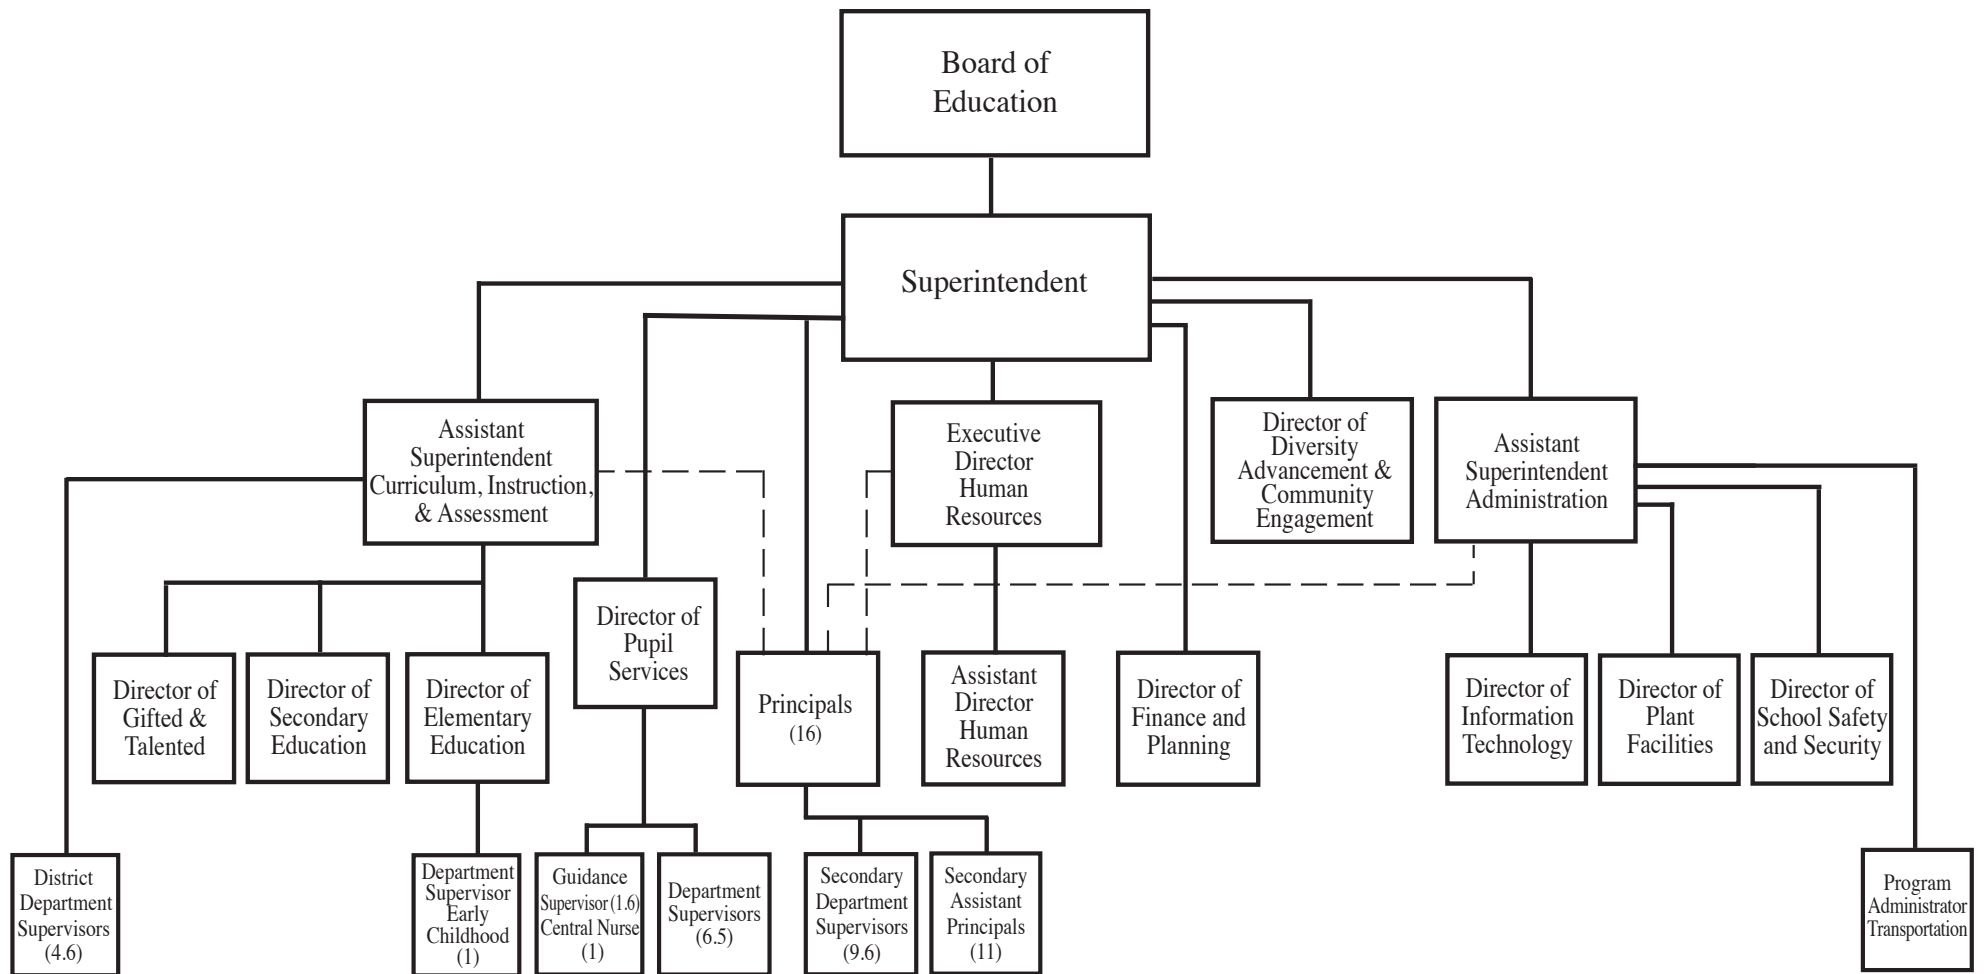 Board of
Education
Superintendent
Assistant
Superintendent
Curriculum, Instruction,
& Assessment
Executive
Director
Human
Resources
Director of
Diversity
Advancement &
Community
Engagement
Assistant
Superintendent
Administration
Director of
Pupil
Services
Director of
Gifted &
Talented
Director of
Secondary
Education
Director of
Elementary
Education
Principals
(16)
Assistant
Director
Human
Resources
Director of
Finance and
Planning
Director of
Information
Technology
Director of
Plant
Facilities
Director of
School Safety
and Security
District
Department
Supervisors
(4.6)
Department
Supervisor
Early
Childhood
(1)
Guidance
Supervisor (1.6)
Central Nurse
(1)
Department
Supervisors
(6.5)
Secondary
Department
Supervisors
(9.6)
Secondary
Assistant
Principals
(11)
Program
Administrator
Transportation